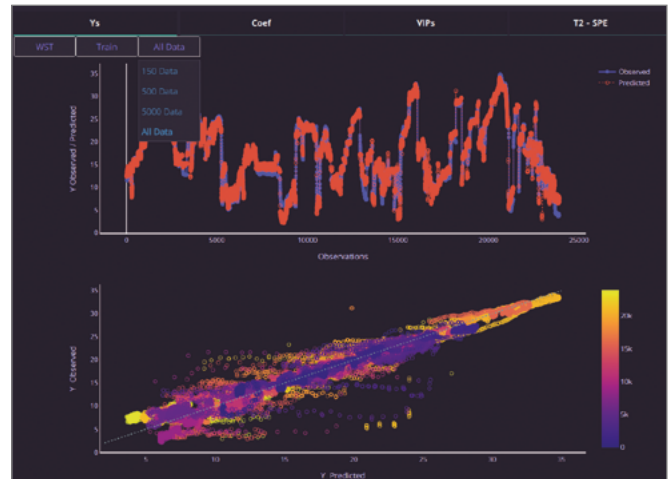 Ys Coef VIPs T2 - SPE
WST Train All Data
150 Data
500 Data
5000 Data
All Data
Observed
Predicted
Y Observed / Predicted
35
30
25
20
15
10
5
0
0 5000 10000 15000 20000 25000
Observations
Y Observed
35
30
25
20
15
10
5
0
5 10 15 20 25 30 35
Y Predicted
20k
15k
10k
5k
0